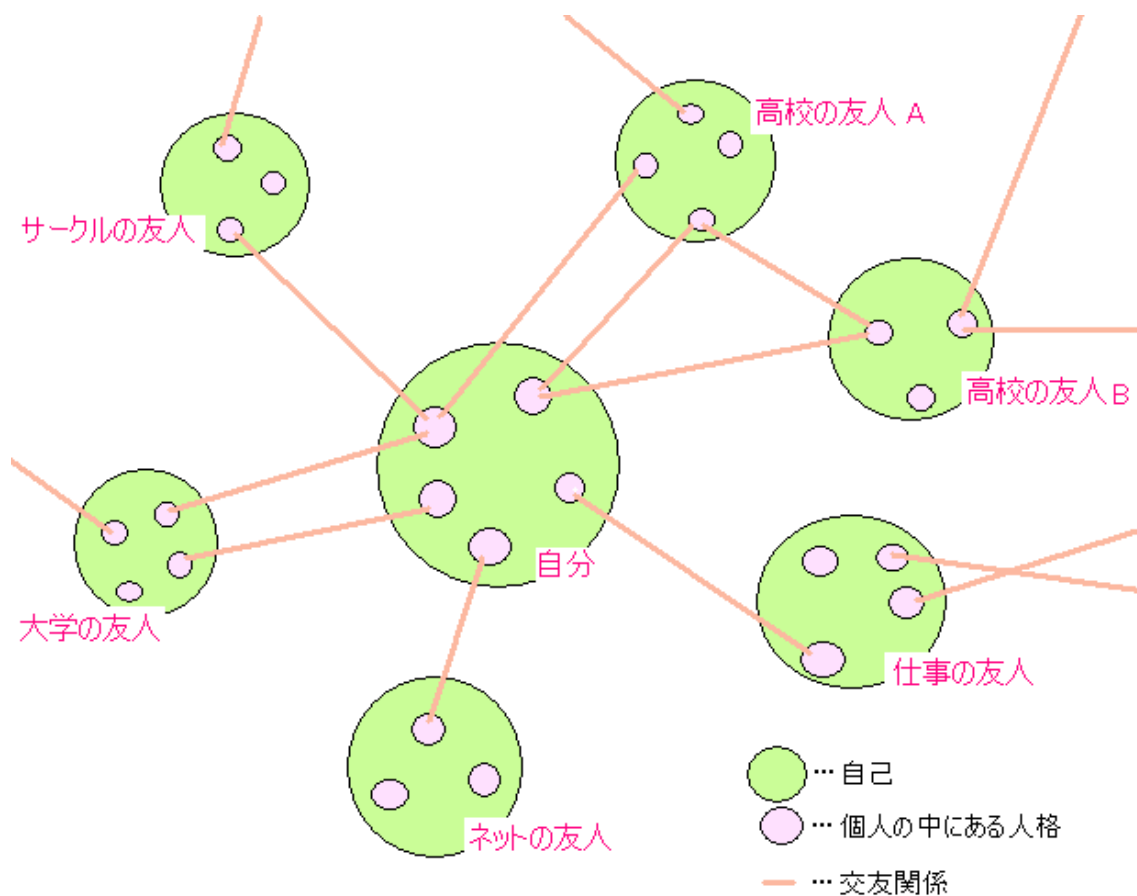 高校の友人 A
サークルの友人
高校の友人 B
自分
大学の友人
仕事の友人
ネットの友人
… 自己
… 個人の中にある人格
… 交友関係